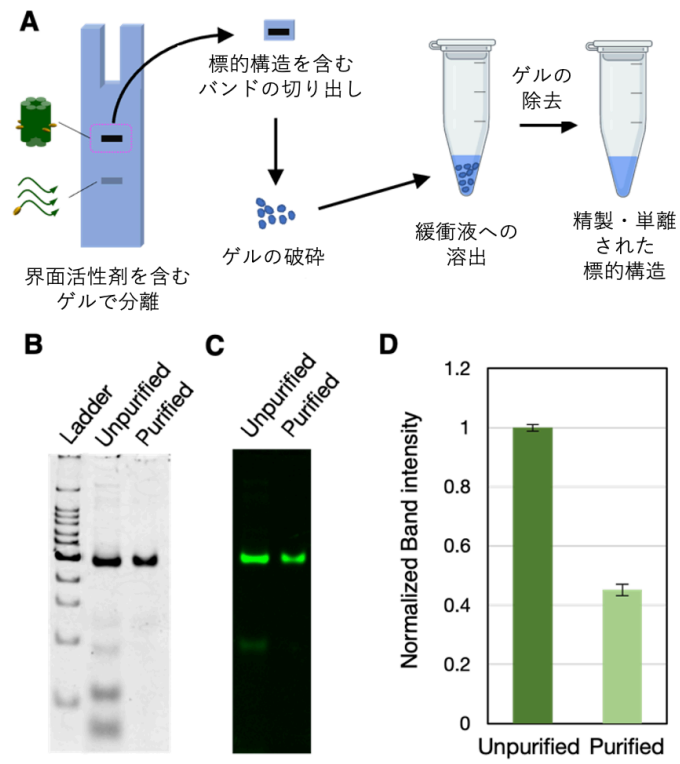 A
標的構造を含む
バンドの切り出し
ゲルの
除去
ゲルの破砕
緩衝液への
溶出
精製・単離
された
標的構造
界面活性剤を含む
ゲルで分離
B
Ladder
Unpurified
Purified
C
Unpurified
Purified
D
Normalized Band intensity
1.2
1
0.8
0.6
0.4
0.2
0
Unpurified Purified